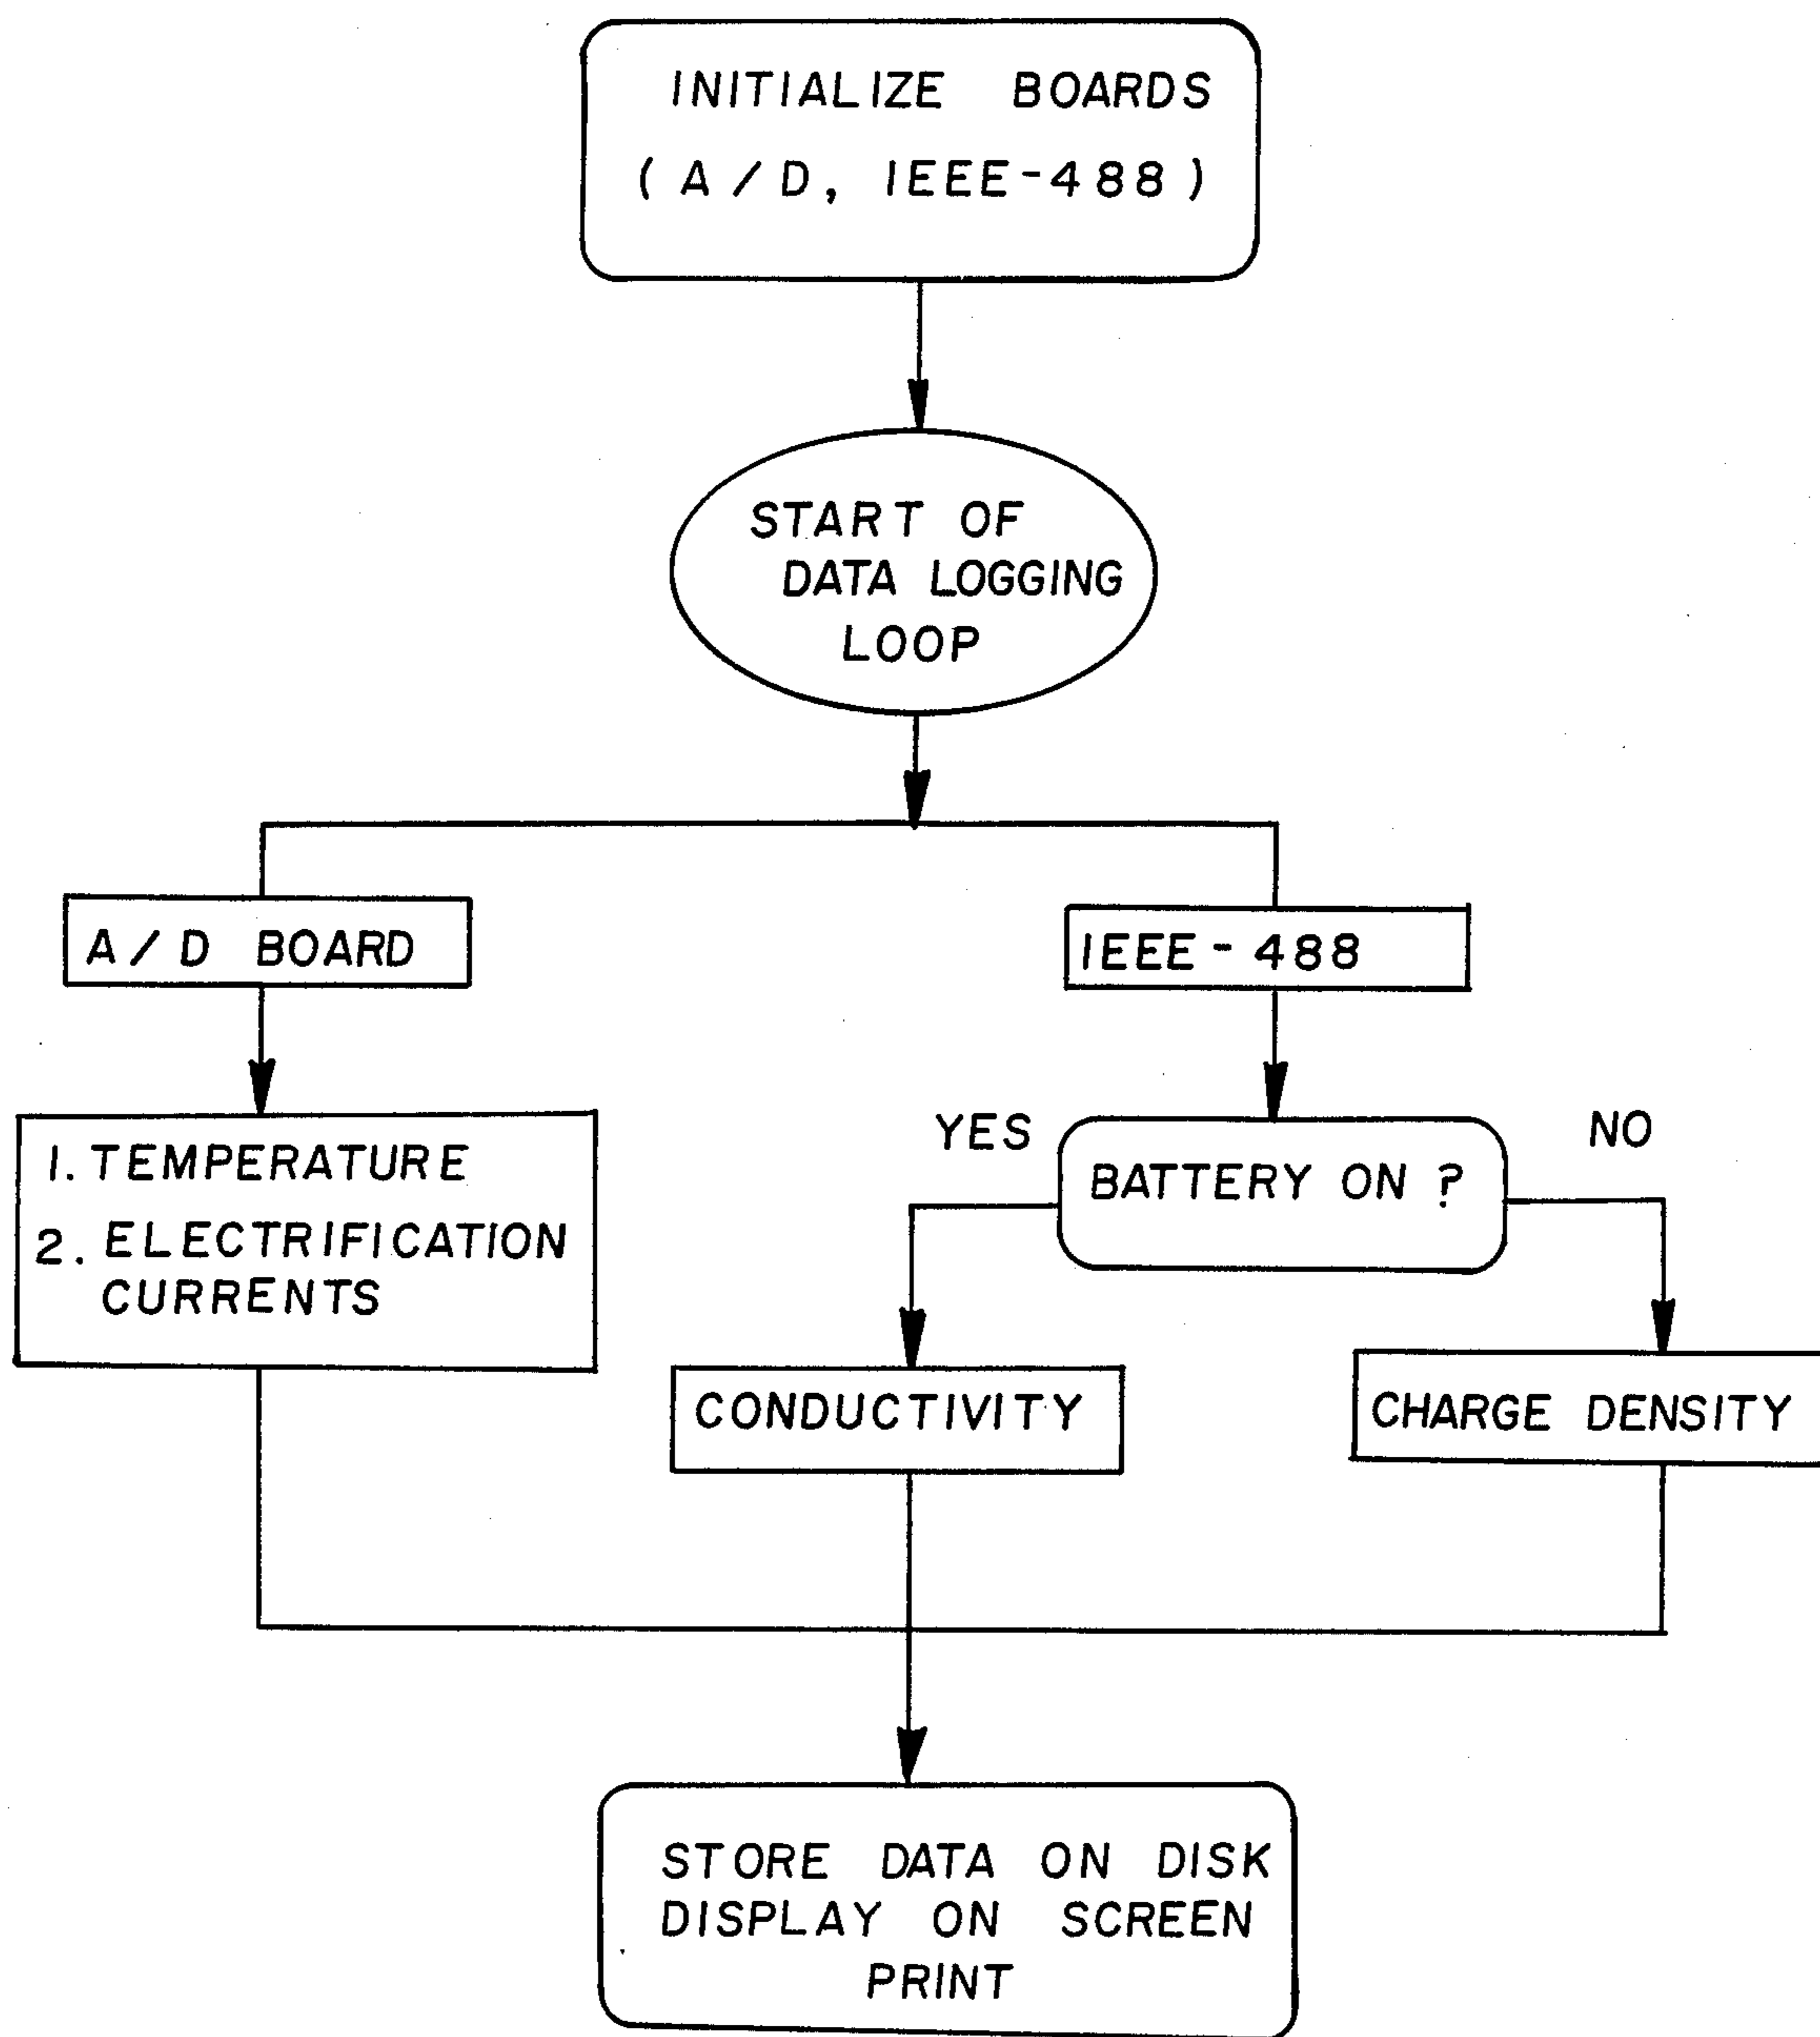 INITIALIZE BOARDS
(A/D, IEEE-488)
START OF
DATA LOGGING
LOOP
A/D BOARD
IEEE-488
1. TEMPERATURE
2. ELECTRIFICATION
CURRENTS
YES
BATTERY ON ?
NO
CONDUCTIVITY
CHARGE DENSITY
STORE DATA ON DISK
DISPLAY ON SCREEN
PRINT